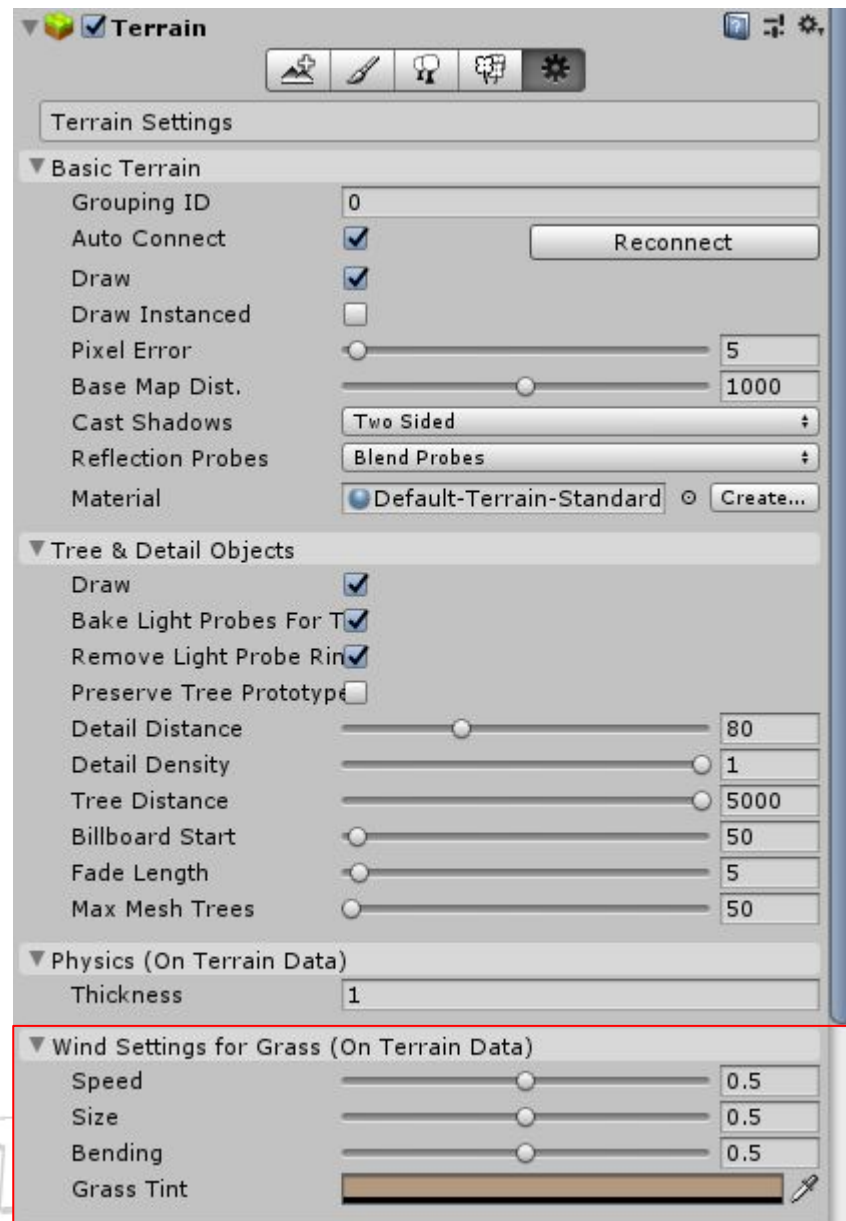 Terrain
Terrain Settings
Basic Terrain
Grouping ID 0
Auto Connect Reconnect
Draw
Draw Instanced
Pixel Error 5
Base Map Dist. 1000
Cast Shadows Two Sided
Reflection Probes Blend Probes
Material Default-Terrain-Standard Create...
Tree & Detail Objects
Draw
Bake Light Probes For T
Remove Light Probe Rin
Preserve Tree Prototype
Detail Distance 80
Detail Density 1
Tree Distance 5000
Billboard Start 50
Fade Length 5
Max Mesh Trees 50
Physics (On Terrain Data)
Thickness 1
Wind Settings for Grass (On Terrain Data)
Speed 0.5
Size 0.5
Bending 0.5
Grass Tint